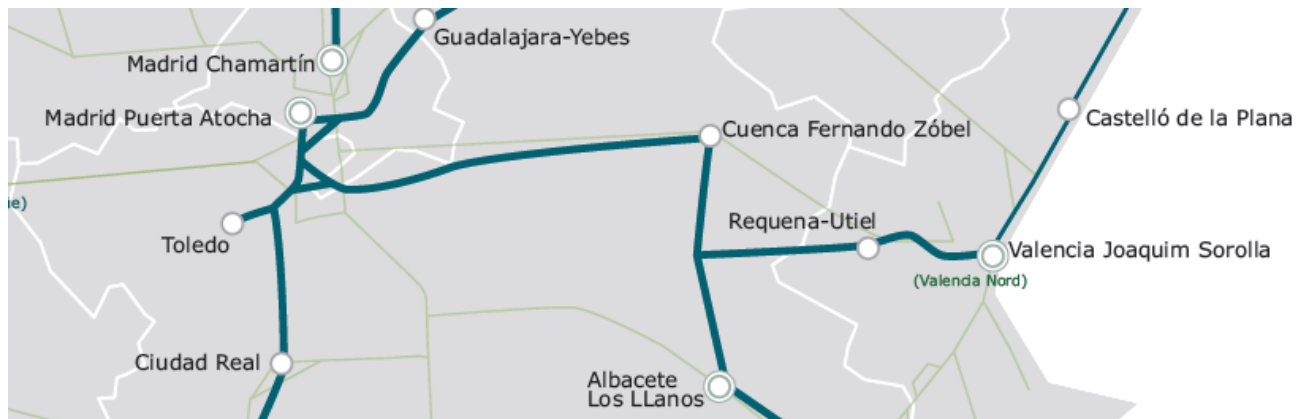 Guadalajara-Yebes
Madrid Chamartín
Madrid Puerta Atocha
Cuenca Fernando Zóbel
Castelló de la Plana
Requena-Utiel
Toledo
Valencia Joaquim Sorolla
(Valencia Nord)
Ciudad Real
Albacete
Los LLanos